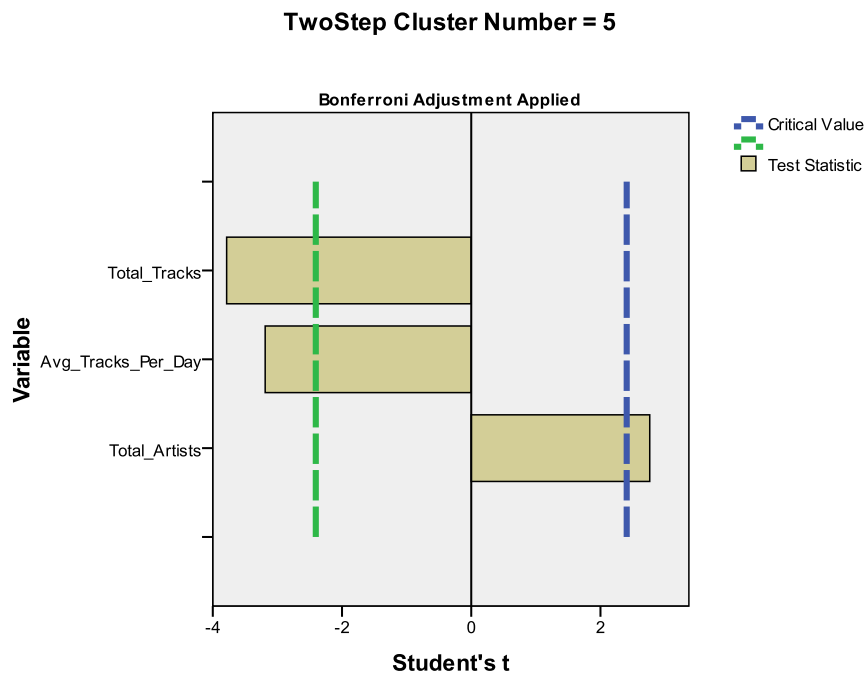 TwoStep Cluster Number = 5
Bonferroni Adjustment Applied
Critical Value
Test Statistic
Variable
Total_Tracks
Avg_Tracks_Per_Day
Total_Artists
-4
-2
0
2
Student's t